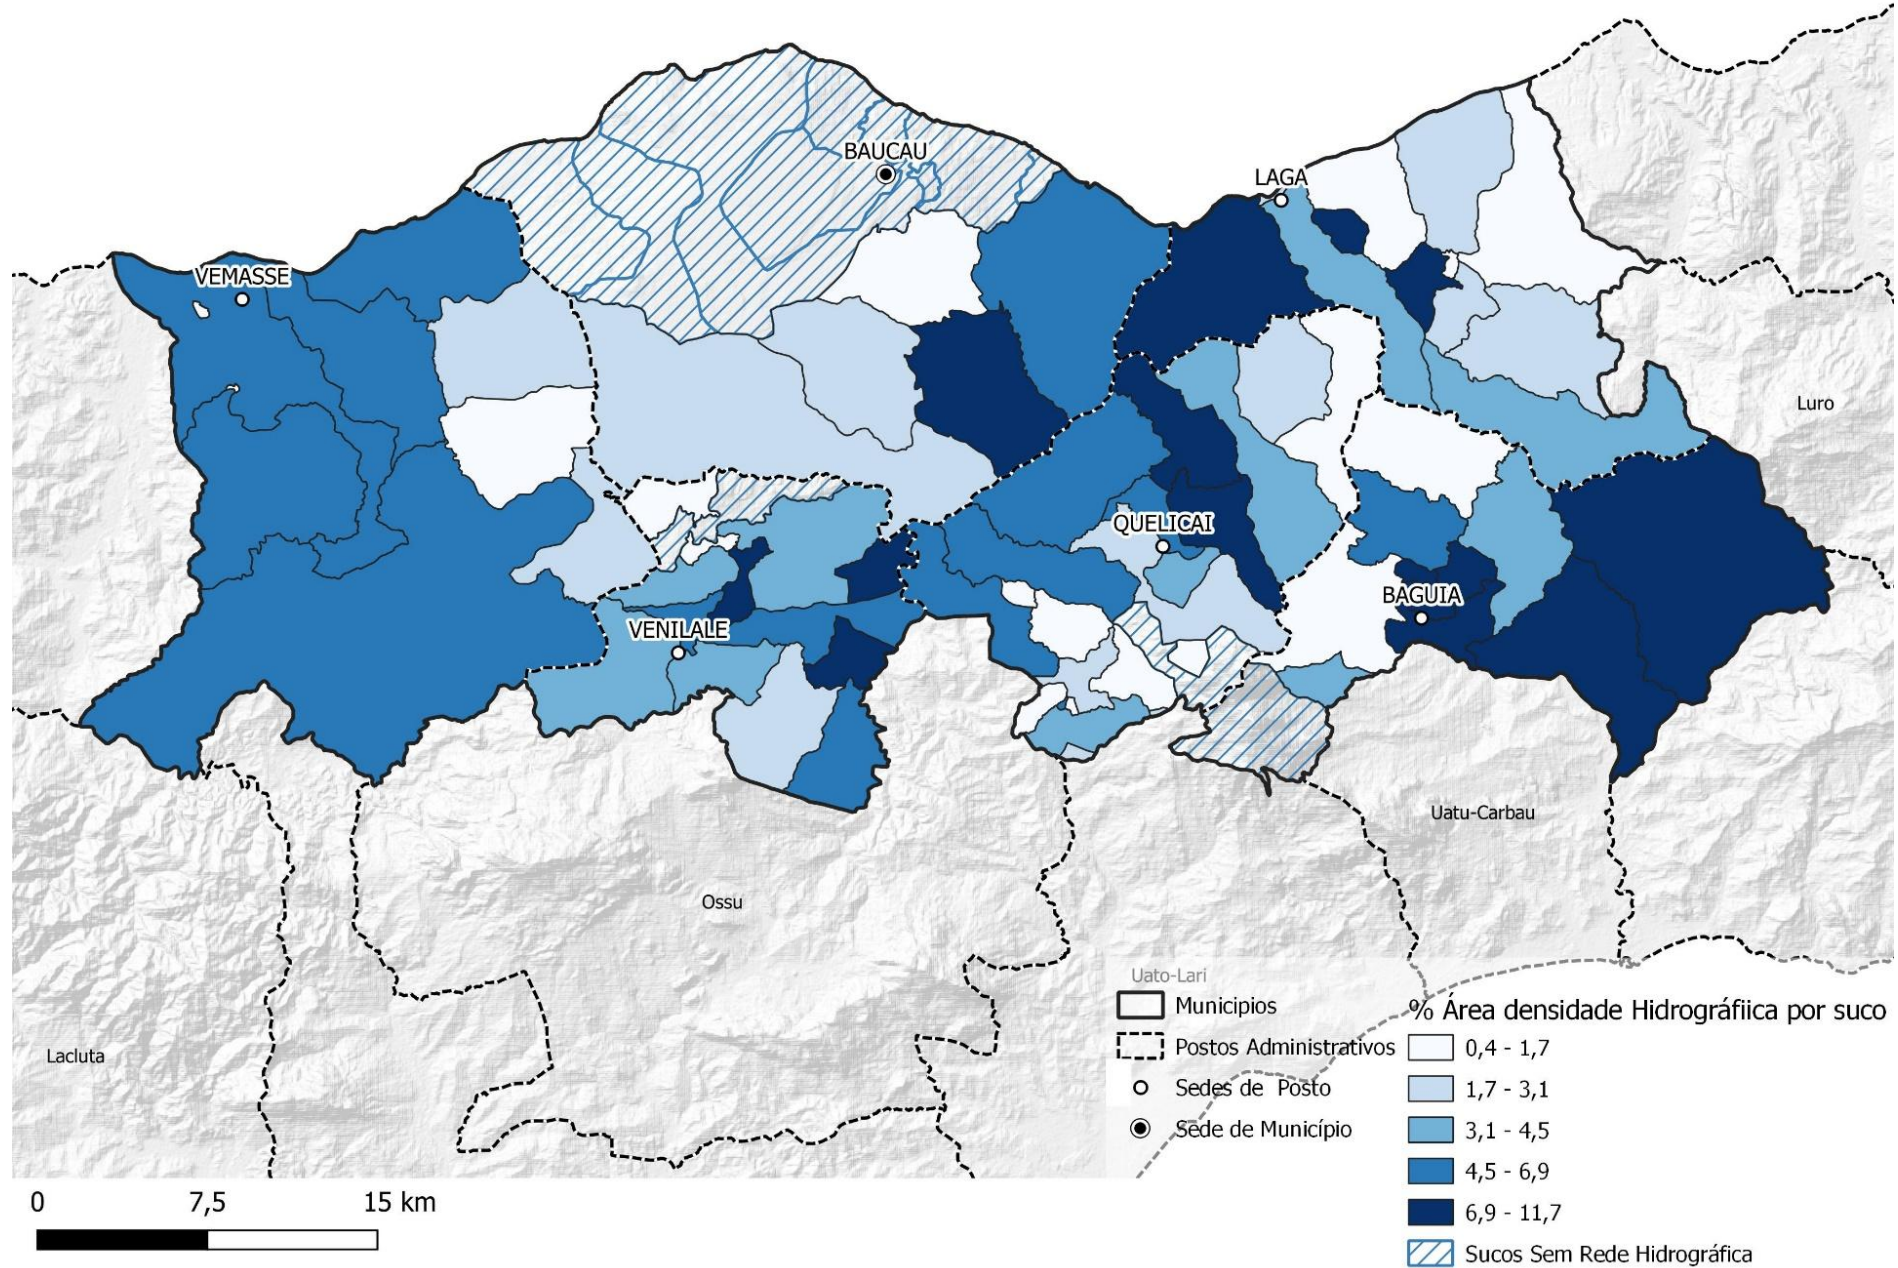 BAUCAU
LAGA
VEMASSE
Luro
QUELICAI
BAGUIA
VENILALE
Uatu-Carbau
Ossu
Lacluta
Uato-Lari
Municipios
Postos Administrativos
Sedes de Posto
Sede de Município
% Área densidade Hidrográfiica por suco
0,4 - 1,7
1,7 - 3,1
3,1 - 4,5
4,5 - 6,9
6,9 - 11,7
Sucos Sem Rede Hidrográfica
0 7,5 15 km